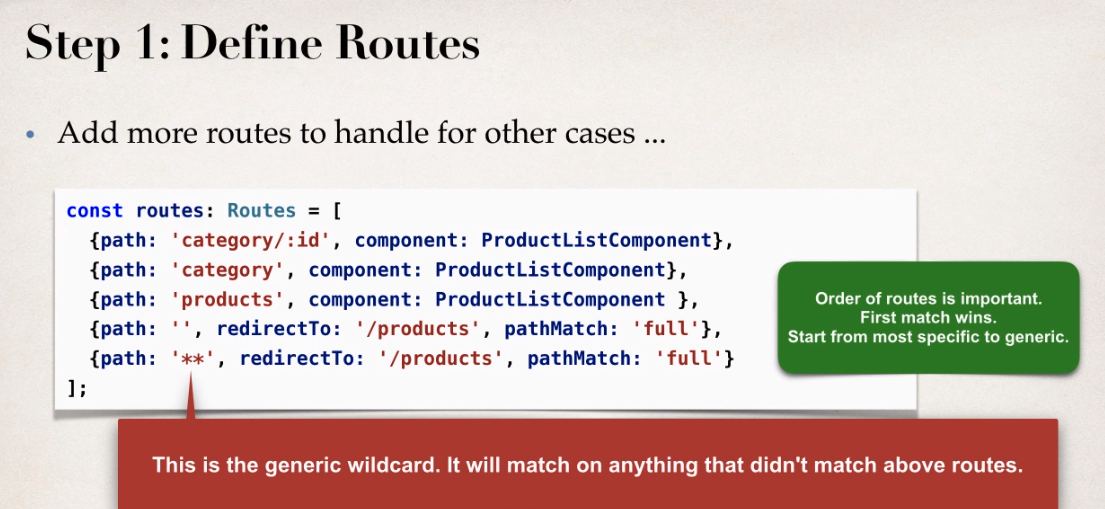 Step 1: Define Routes
• Add more routes to handle for other cases ...
const routes: Routes = [
  {path: 'category/:id', component: ProductListComponent},
  {path: 'category', component: ProductListComponent},
  {path: 'products', component: ProductListComponent },
  {path: '', redirectTo: '/products', pathMatch: 'full'},
  {path: '**', redirectTo: '/products', pathMatch: 'full'}
];
Order of routes is important.
First match wins.
Start from most specific to generic.
This is the generic wildcard. It will match on anything that didn't match above routes.